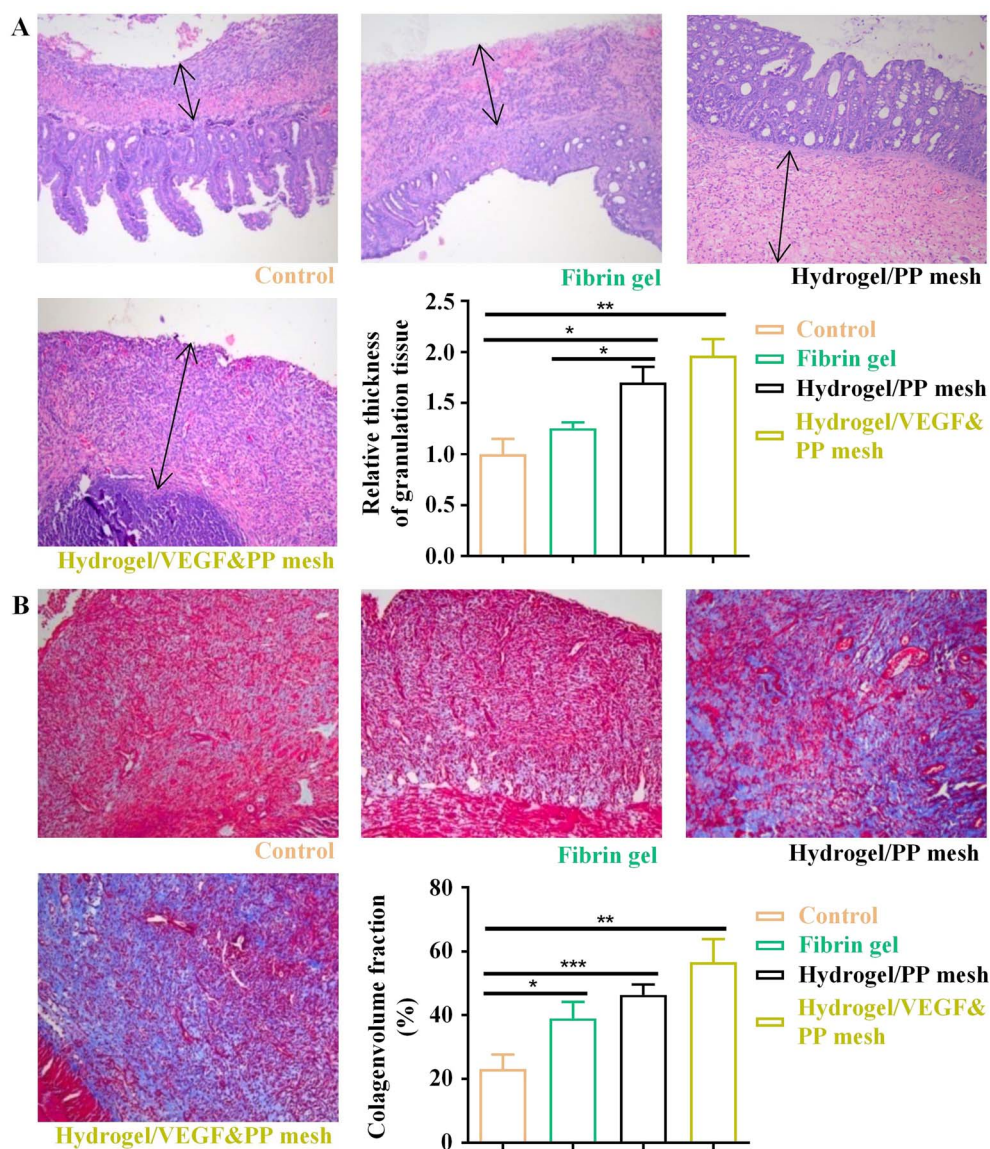 A
Control
Fibrin gel
Hydrogel/PP mesh
Hydrogel/VEGF&PP mesh
Relative thickness
of granulation tissue
2.5
2.0
1.5
1.0
0.5
0.0
**
*
*
Control
Fibrin gel
Hydrogel/PP mesh
Hydrogel/VEGF&
PP mesh
B
Control
Fibrin gel
Hydrogel/PP mesh
Hydrogel/VEGF&PP mesh
Colagenvolume fraction
(%)
80
60
40
20
0
**
***
*
Control
Fibrin gel
Hydrogel/PP mesh
Hydrogel/VEGF&
PP mesh